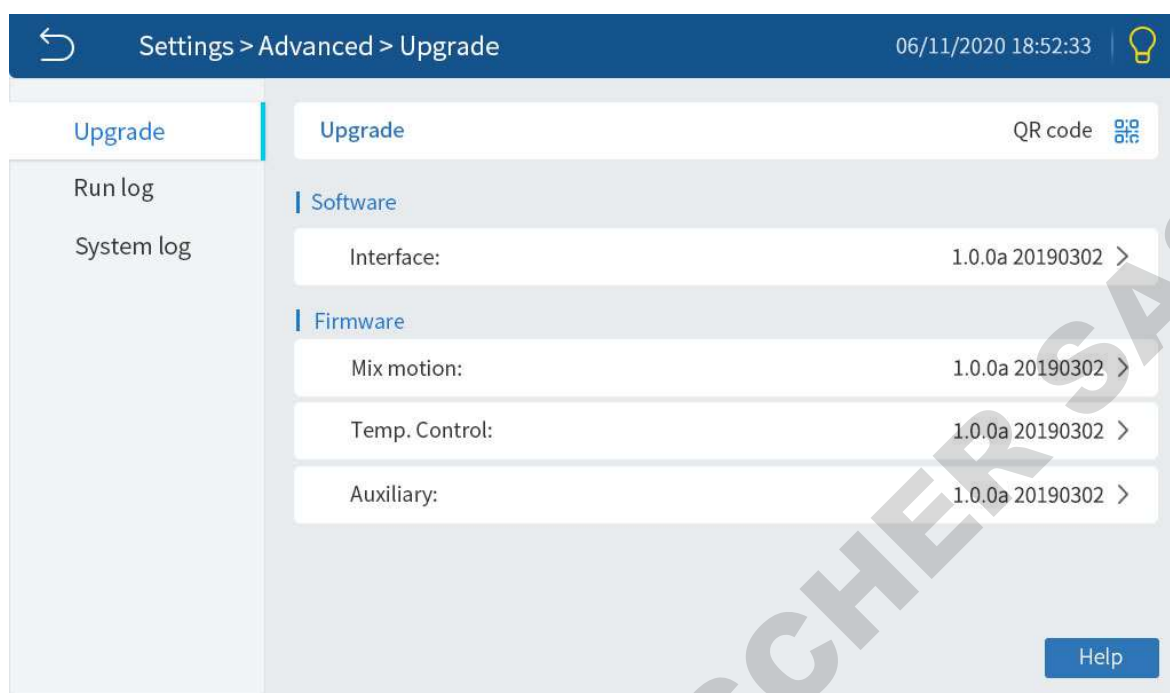 Settings > Advanced > Upgrade 06/11/2020 18:52:33
Upgrade
Run log
System log
Upgrade QR code
Software
Interface: 1.0.0a 20190302 >
Firmware
Mix motion: 1.0.0a 20190302 >
Temp. Control: 1.0.0a 20190302 >
Auxiliary: 1.0.0a 20190302 >
Help
SCHER SA